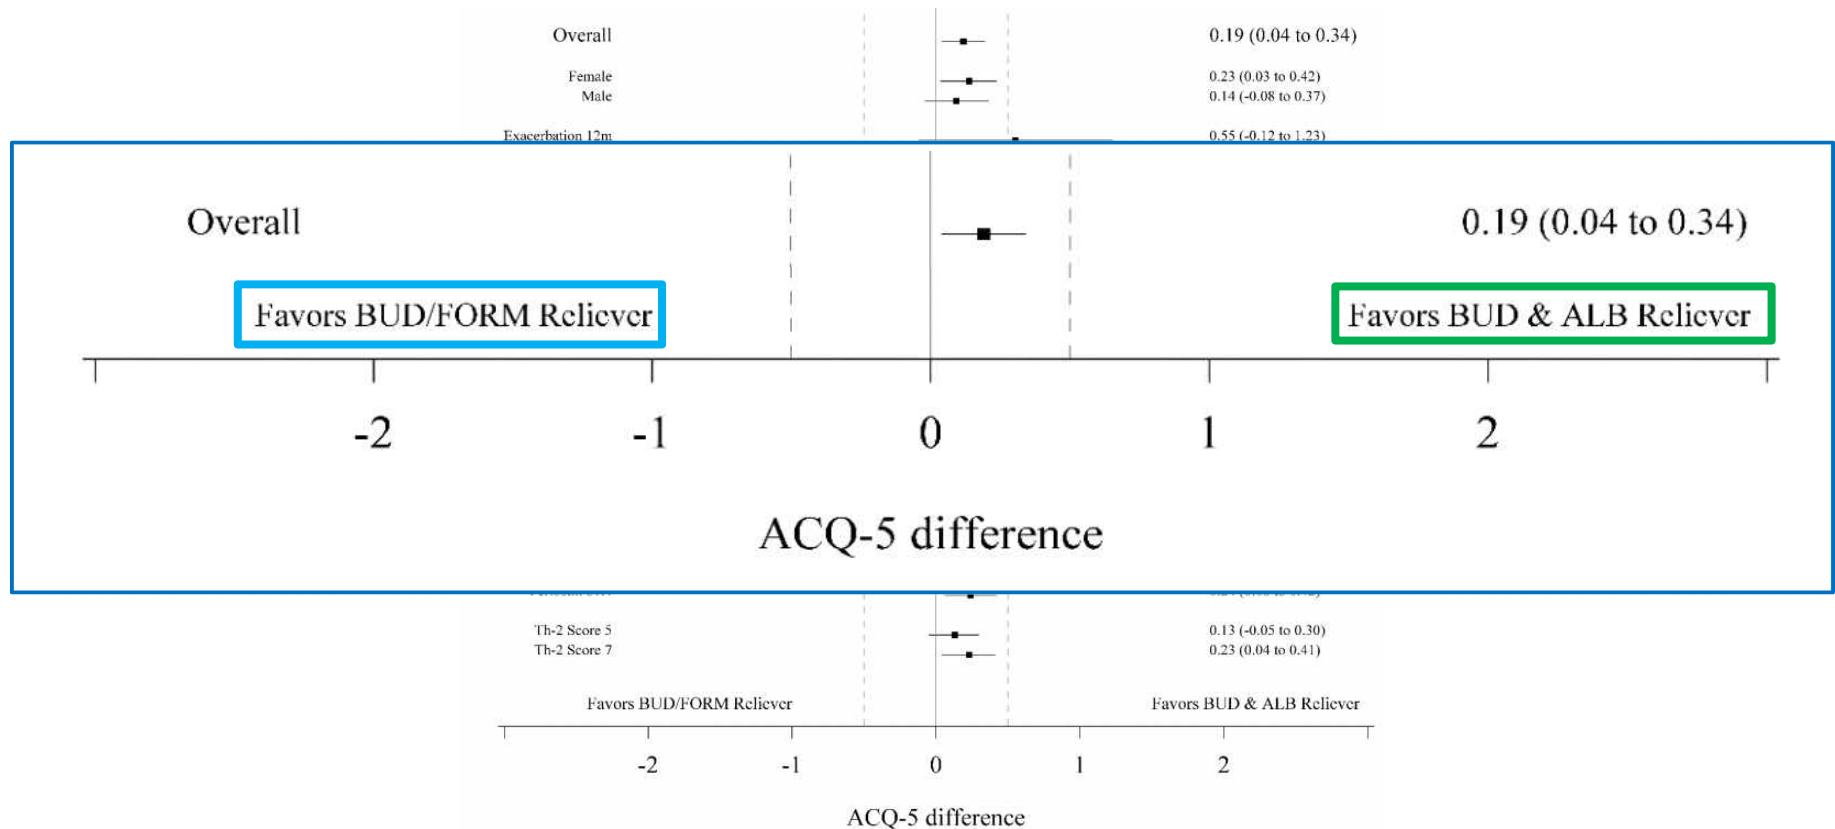 Overall 0.19 (0.04 to 0.34)
Female 0.23 (0.03 to 0.42)
Male 0.14 (-0.08 to 0.37)
Exacerbation 12m 0.55 (-0.12 to 1.23)
Overall 0.19 (0.04 to 0.34)
Favors BUD/FORM Reliever Favors BUD & ALB Reliever
-2 -1 0 1 2
ACQ-5 difference
Th-2 Score 5 0.13 (-0.05 to 0.30)
Th-2 Score 7 0.23 (0.04 to 0.41)
Favors BUD/FORM Reliever Favors BUD & ALB Reliever
-2 -1 0 1 2
ACQ-5 difference